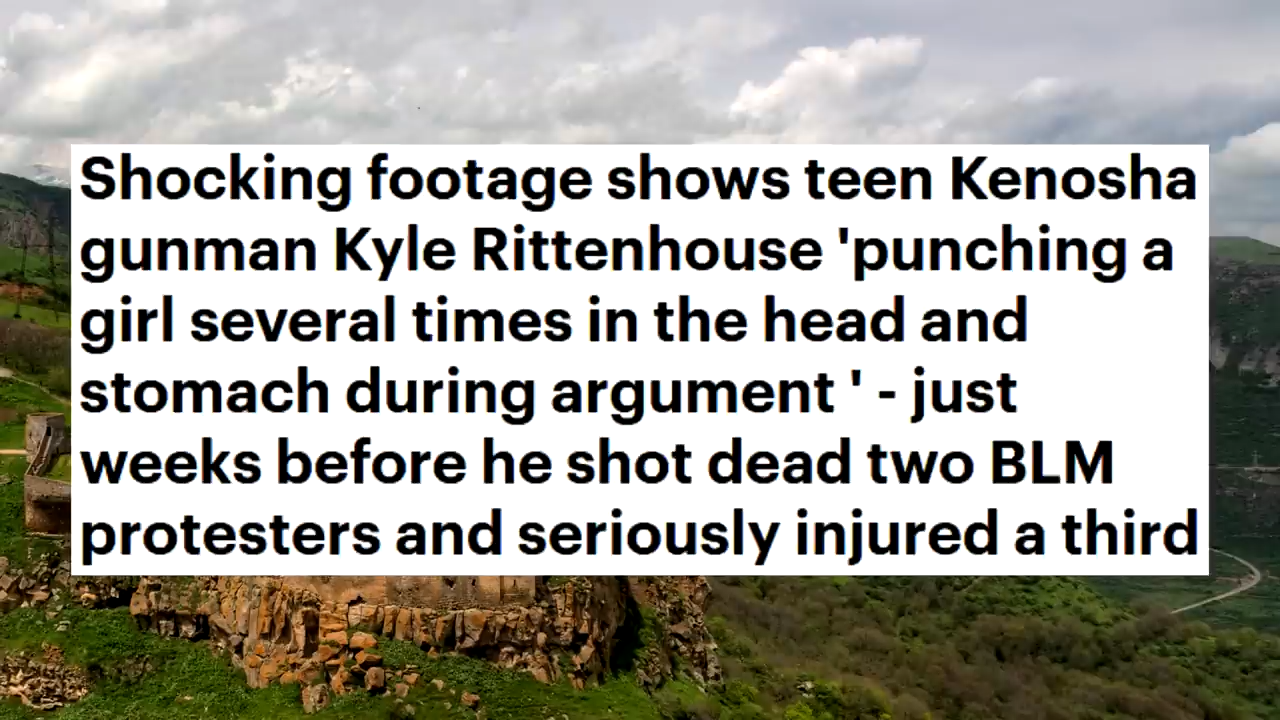 Shocking footage shows teen Kenosha
gunman Kyle Rittenhouse 'punching a
girl several times in the head and
stomach during argument ' - just
weeks before he shot dead two BLM
protesters and seriously injured a third